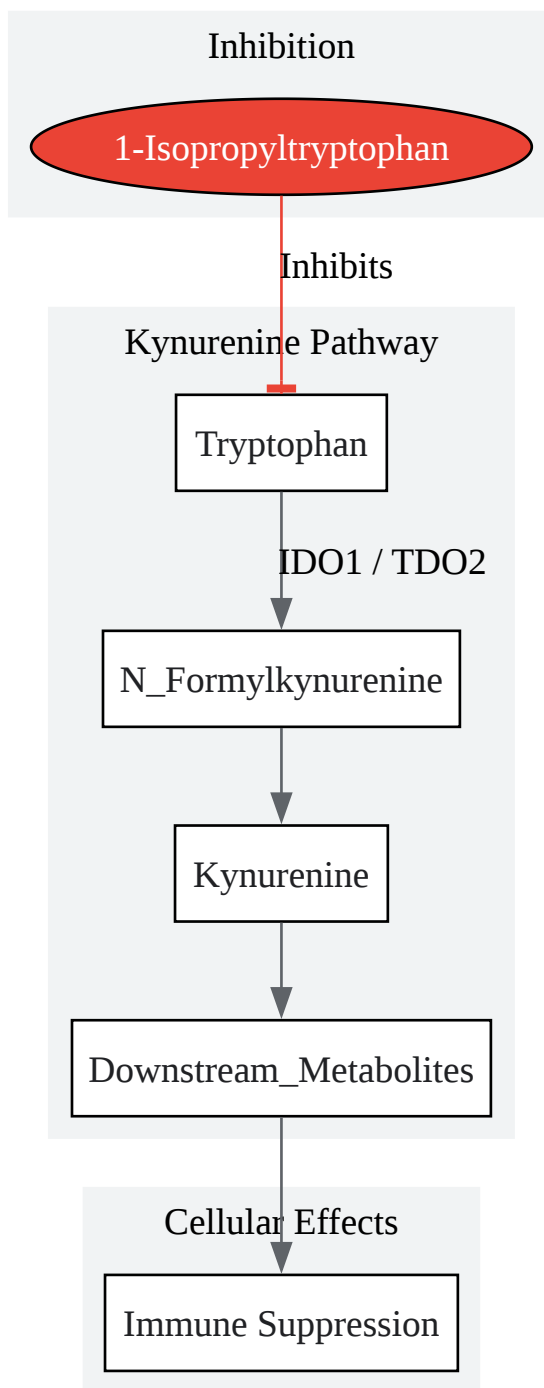 Inhibition
1-Isopropyltryptophan
Inhibits
Kynurenine Pathway
Tryptophan
IDO1 / TDO2
N_Formylkynurenine
Kynurenine
Downstream_Metabolites
Cellular Effects
Immune Suppression